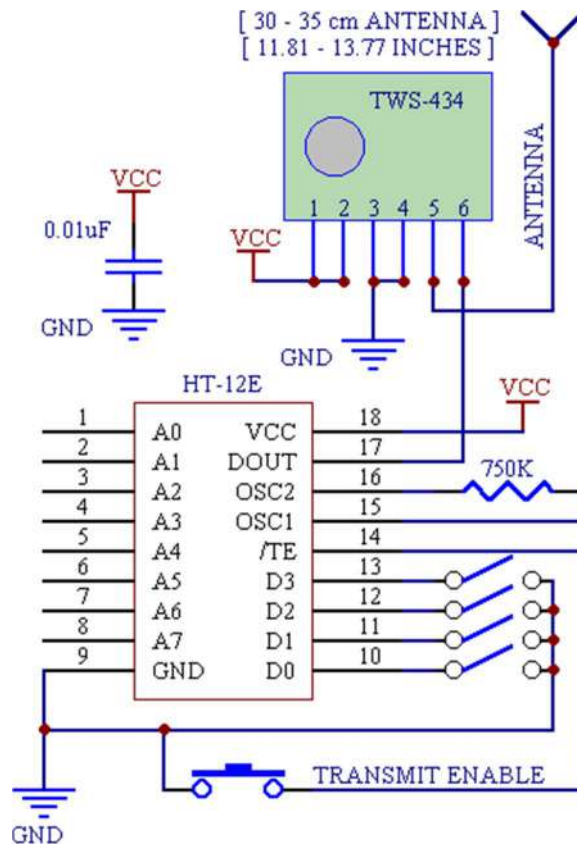 [ 30 - 35 cm ANTENNA ]
[ 11.81 - 13.77 INCHES ]
TWS-434
ANTENNA
1 2 3 4 5 6
VCC
0.01uF
GND
VCC
GND
HT-12E
VCC
1 A0 VCC 18
2 A1 DOUT 17
3 A2 OSC2 16 750K
4 A3 OSC1 15
5 A4 /TE 14
6 A5 D3 13
7 A6 D2 12
8 A7 D1 11
9 GND D0 10
TRANSMIT ENABLE
GND